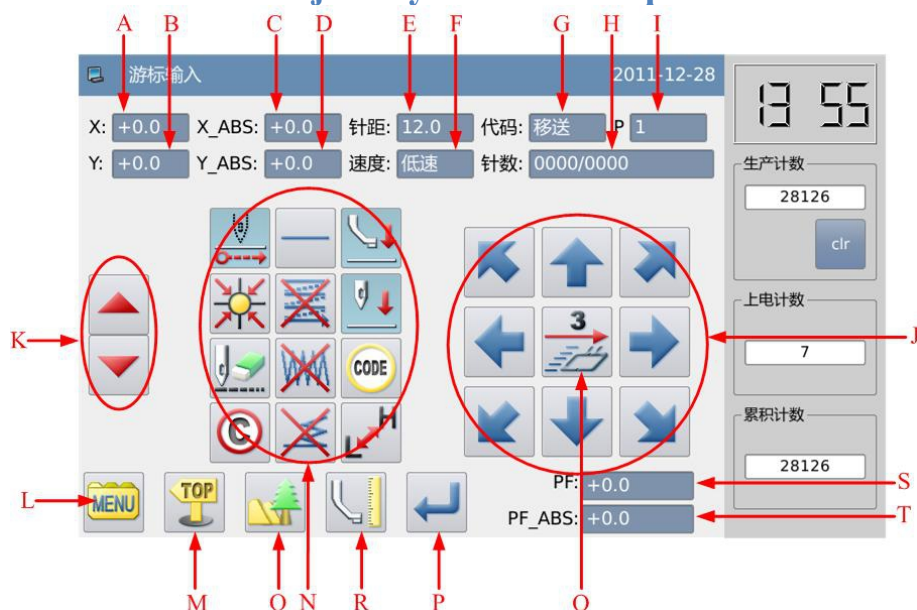 A B C D E F G H I
游标输入 2011-12-28
13 55
X: +0.0 X_ABS: +0.0 针距: 12.0 代码: 移送 P 1
Y: +0.0 Y_ABS: +0.0 速度: 低速 针数: 0000/0000
生产计数
28126
clr
上电计数
7
累积计数
28126
3
CODE
C
H
L
K
J
MENU
TOP
PF: +0.0
PF_ABS: +0.0
L
S
T
M O N R P Q